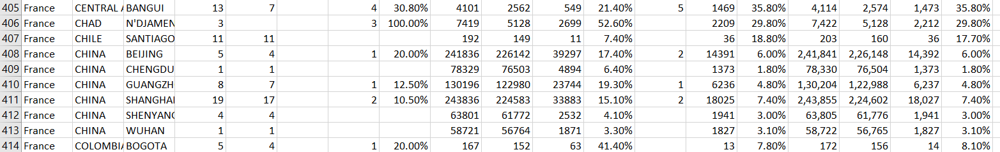 405 France CENTRAL A BANGUI 13 7 4 30.80% 4101 2562 549 21.40% 5 1469 35.80% 4,114 2,574 1,473 35.80%
406 France CHAD N'DJAMEN 3 3 100.00% 7419 5128 2699 52.60% 2209 29.80% 7,422 5,128 2,212 29.80%
407 France CHILE SANTIAGO 11 11 192 149 11 7.40% 36 18.80% 203 160 36 17.70%
408 France CHINA BEIJING 5 4 1 20.00% 241836 226142 39297 17.40% 2 14391 6.00% 2,41,841 2,26,148 14,392 6.00%
409 France CHINA CHENGDU 1 1 78329 76503 4894 6.40% 1373 1.80% 78,330 76,504 1,373 1.80%
410 France CHINA GUANGZH 8 7 1 12.50% 130196 122980 23744 19.30% 1 6236 4.80% 1,30,204 1,22,988 6,237 4.80%
411 France CHINA SHANGHAI 19 17 2 10.50% 243836 224583 33883 15.10% 2 18025 7.40% 2,43,855 2,24,602 18,027 7.40%
412 France CHINA SHENYANG 4 4 63801 61772 2532 4.10% 1941 3.00% 63,805 61,776 1,941 3.00%
413 France CHINA WUHAN 1 1 58721 56764 1871 3.30% 1827 3.10% 58,722 56,765 1,827 3.10%
414 France COLOMBIA BOGOTA 5 4 1 20.00% 167 152 63 41.40% 13 7.80% 172 156 14 8.10%